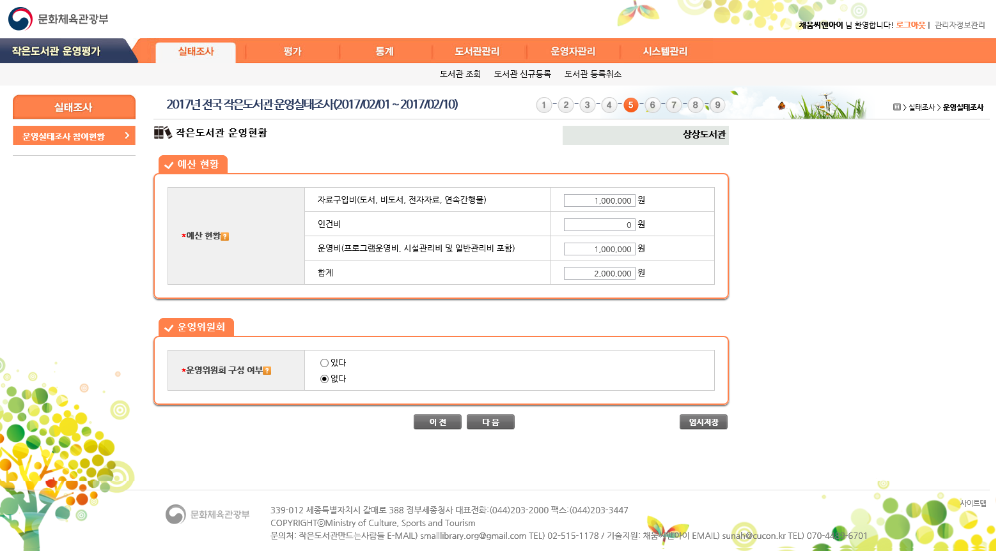 문화체육관광부
채움씨앤아이 님 환영합니다! 로그아웃 | 관리자정보관리
작은도서관 운영평가
실태조사 평가 통계 도서관관리 운영자관리 시스템관리
도서관 조회 도서관 신규등록 도서관 등록취소
실태조사
운영실태조사 참여현황
2017년 전국 작은도서관 운영실태조사(2017/02/01 ~ 2017/02/10)
1 - 2 - 3 - 4 - 5 - 6 - 7 - 8 - 9
> 실태조사 > 운영실태조사
작은도서관 운영현황
상상도서관
예산 현황
*예산 현황?
자료구입비(도서, 비도서, 전자자료, 연속간행물) 1,000,000 원
인건비 0 원
운영비(프로그램운영비, 시설관리비 및 일반관리비 포함) 1,000,000 원
합계 2,000,000 원
운영위원회
*운영위원회 구성 여부?
있다
없다
이 전 다 음 임시저장
사이트맵
문화체육관광부
339-012 세종특별자치시 갈매로 388 정부세종청사 대표전화:(044)203-2000 팩스:(044)203-3447
COPYRIGHTⓒMinistry of Culture, Sports and Tourism
문의처: 작은도서관만드는사람들 E-MAIL) smalllibrary.org@gmail.com TEL) 02-515-1178 / 기술지원: 채움씨앤아이 EMAIL) sunah@cucon.kr TEL) 070-4489-6701